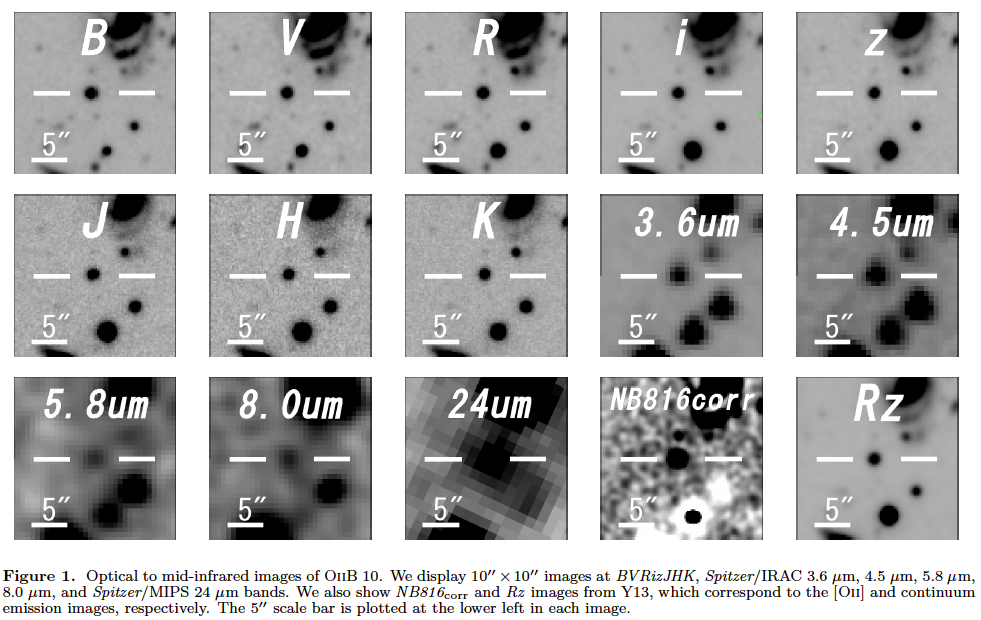 B V R i z
5″ 5″ 5″ 5″ 5″
J H K 3.6um 4.5um
5″ 5″ 5″ 5″ 5″
5.8um 8.0um 24um NB816corr Rz
5″ 5″ 5″ 5″ 5″
Figure 1. Optical to mid-infrared images of OIIB 10. We display 10′′ × 10′′ images at BVRizJHK, Spitzer/IRAC 3.6 μm, 4.5 μm, 5.8 μm,
8.0 μm, and Spitzer/MIPS 24 μm bands. We also show NB816corr and Rz images from Y13, which correspond to the [OII] and continuum
emission images, respectively. The 5′′ scale bar is plotted at the lower left in each image.